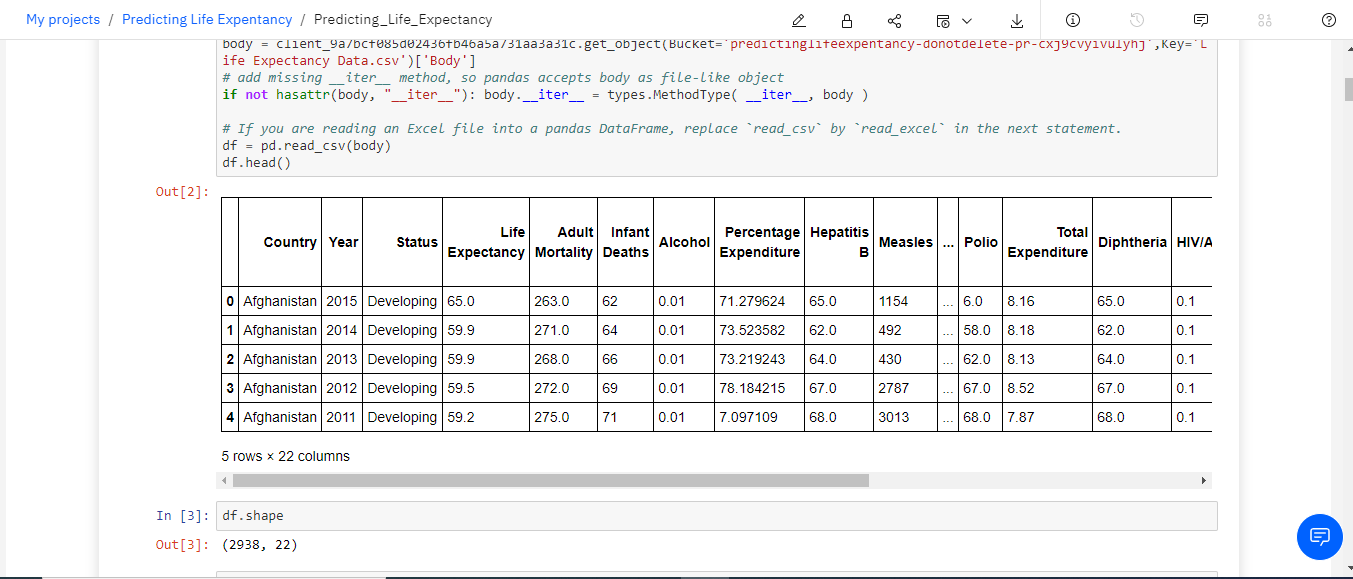 My projects / Predicting Life Expentancy / Predicting_Life_Expectancy
body = client_9a7bcf085d02436fb46a5a731aa3a31c.get_object(Bucket='predictinglifeexpentancy-donotdelete-pr-cxj9cvyivulyhj',Key='L
ife Expectancy Data.csv')['Body']
# add missing __iter__ method, so pandas accepts body as file-like object
if not hasattr(body, "__iter__"): body.__iter__ = types.MethodType( __iter__, body )
# If you are reading an Excel file into a pandas DataFrame, replace `read_csv` by `read_excel` in the next statement.
df = pd.read_csv(body)
df.head()
Out[2]:
Country Year Status Life Expectancy Adult Mortality Infant Deaths Alcohol Percentage Expenditure Hepatitis B Measles ... Polio Total Expenditure Diphtheria HIV/A
0 Afghanistan 2015 Developing 65.0 263.0 62 0.01 71.279624 65.0 1154 ... 6.0 8.16 65.0 0.1
1 Afghanistan 2014 Developing 59.9 271.0 64 0.01 73.523582 62.0 492 ... 58.0 8.18 62.0 0.1
2 Afghanistan 2013 Developing 59.9 268.0 66 0.01 73.219243 64.0 430 ... 62.0 8.13 64.0 0.1
3 Afghanistan 2012 Developing 59.5 272.0 69 0.01 78.184215 67.0 2787 ... 67.0 8.52 67.0 0.1
4 Afghanistan 2011 Developing 59.2 275.0 71 0.01 7.097109 68.0 3013 ... 68.0 7.87 68.0 0.1
5 rows × 22 columns
In [3]: df.shape
Out[3]: (2938, 22)